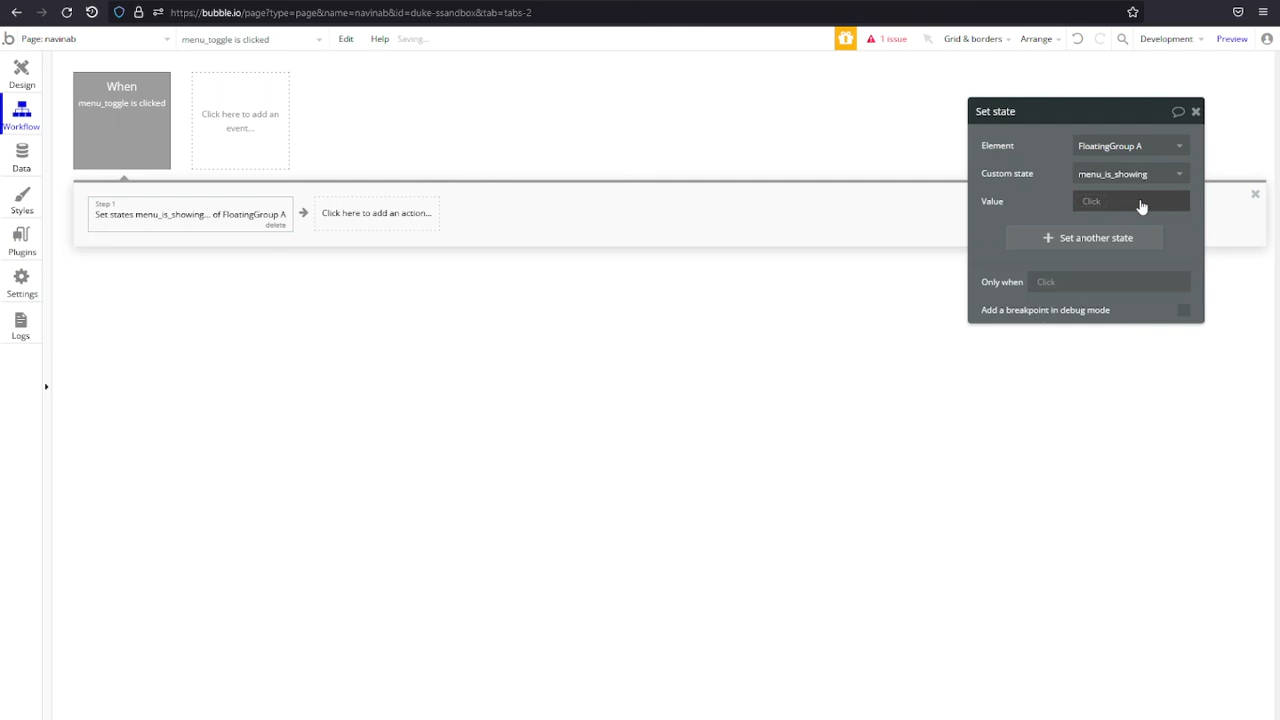 https://bubble.io/page?type=page&name=navinab&id=duke-ssandbox&tab=tabs-2
Page: navinab
menu_toggle is clicked
Edit
Help
Saving...
1 issue
Grid & borders
Arrange
Development
Preview
Design
Workflow
Data
Styles
Plugins
Settings
Logs
When
menu_toggle is clicked
Click here to add an
event...
Step 1
Set states menu_is_showing... of FloatingGroup A
delete
Click here to add an action...
Set state
Element
FloatingGroup A
Custom state
menu_is_showing
Value
Click
Set another state
Only when
Click
Add a breakpoint in debug mode